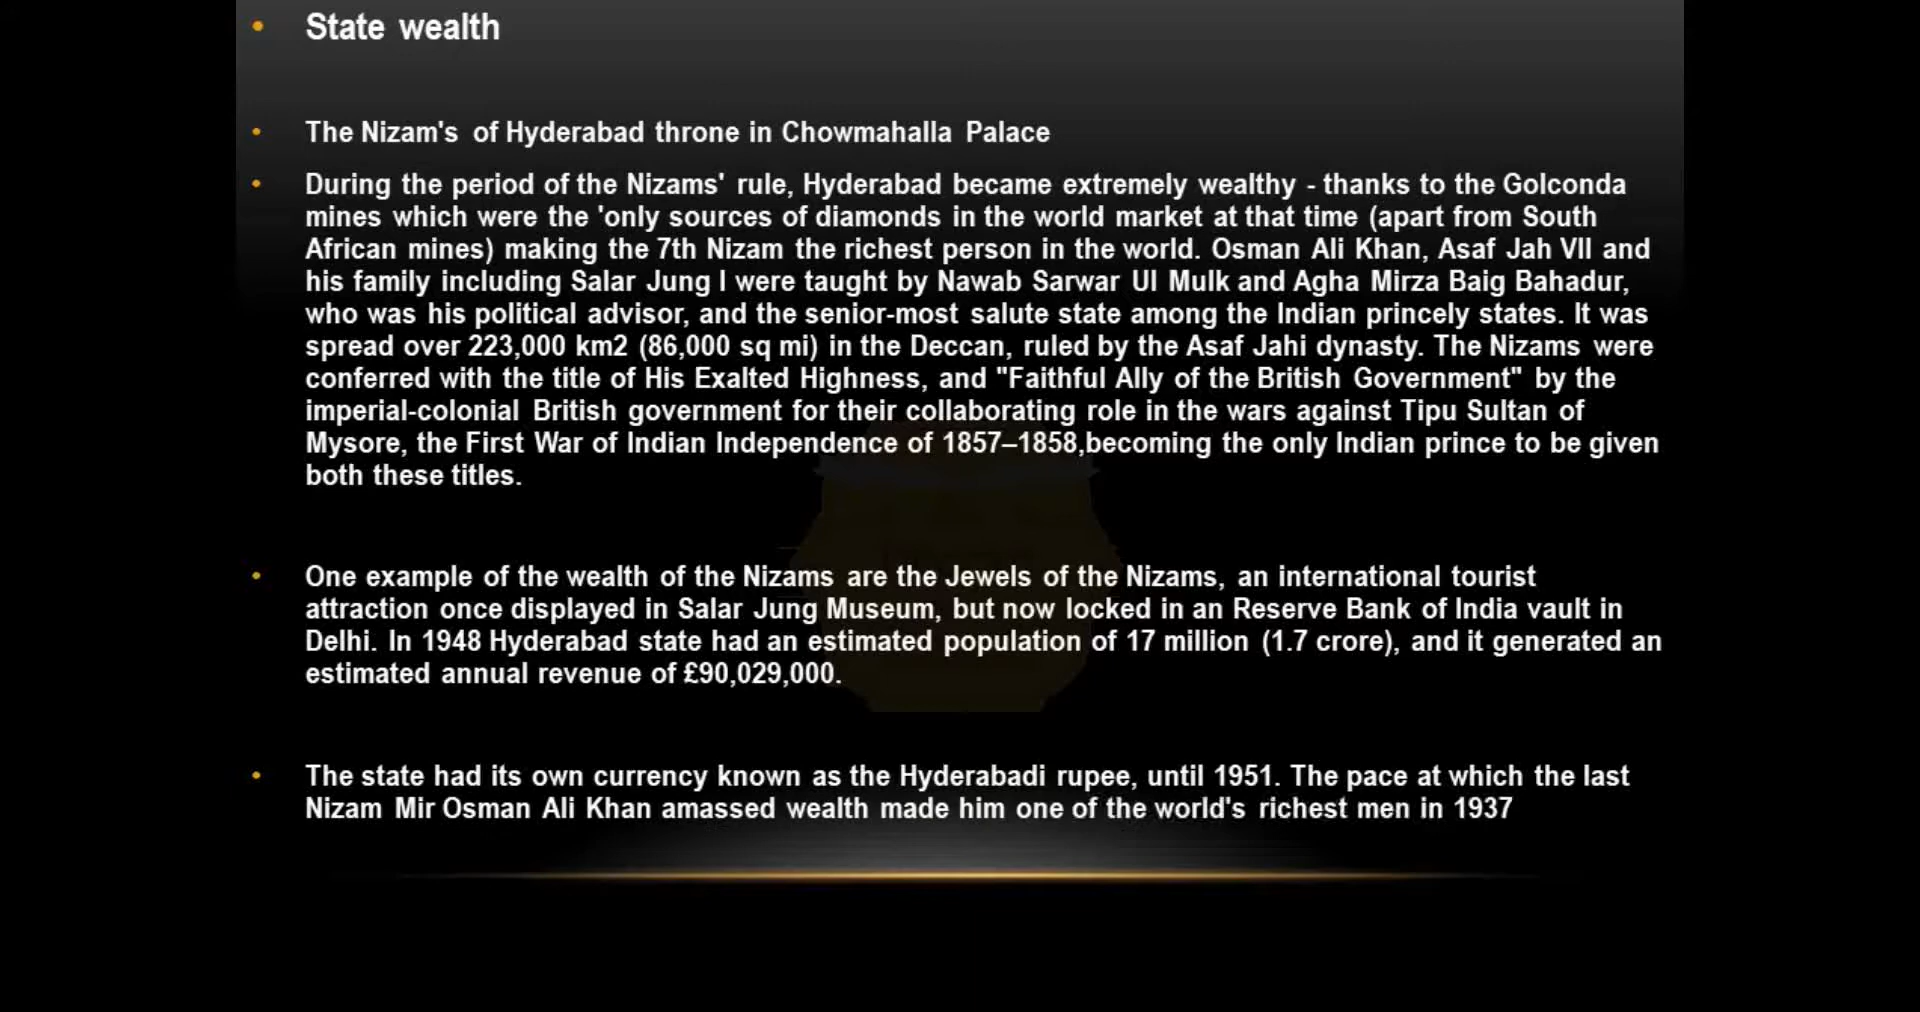 State wealth
The Nizam's of Hyderabad throne in Chowmahalla Palace
During the period of the Nizams' rule, Hyderabad became extremely wealthy - thanks to the Golconda
mines which were the 'only sources of diamonds in the world market at that time (apart from South
African mines) making the 7th Nizam the richest person in the world. Osman Ali Khan, Asaf Jah VII and
his family including Salar Jung I were taught by Nawab Sarwar Ul Mulk and Agha Mirza Baig Bahadur,
who was his political advisor, and the senior-most salute state among the Indian princely states. It was
spread over 223,000 km2 (86,000 sq mi) in the Deccan, ruled by the Asaf Jahi dynasty. The Nizams were
conferred with the title of His Exalted Highness, and "Faithful Ally of the British Government" by the
imperial-colonial British government for their collaborating role in the wars against Tipu Sultan of
Mysore, the First War of Indian Independence of 1857–1858,becoming the only Indian prince to be given
both these titles.
One example of the wealth of the Nizams are the Jewels of the Nizams, an international tourist
attraction once displayed in Salar Jung Museum, but now locked in an Reserve Bank of India vault in
Delhi. In 1948 Hyderabad state had an estimated population of 17 million (1.7 crore), and it generated an
estimated annual revenue of £90,029,000.
The state had its own currency known as the Hyderabadi rupee, until 1951. The pace at which the last
Nizam Mir Osman Ali Khan amassed wealth made him one of the world's richest men in 1937